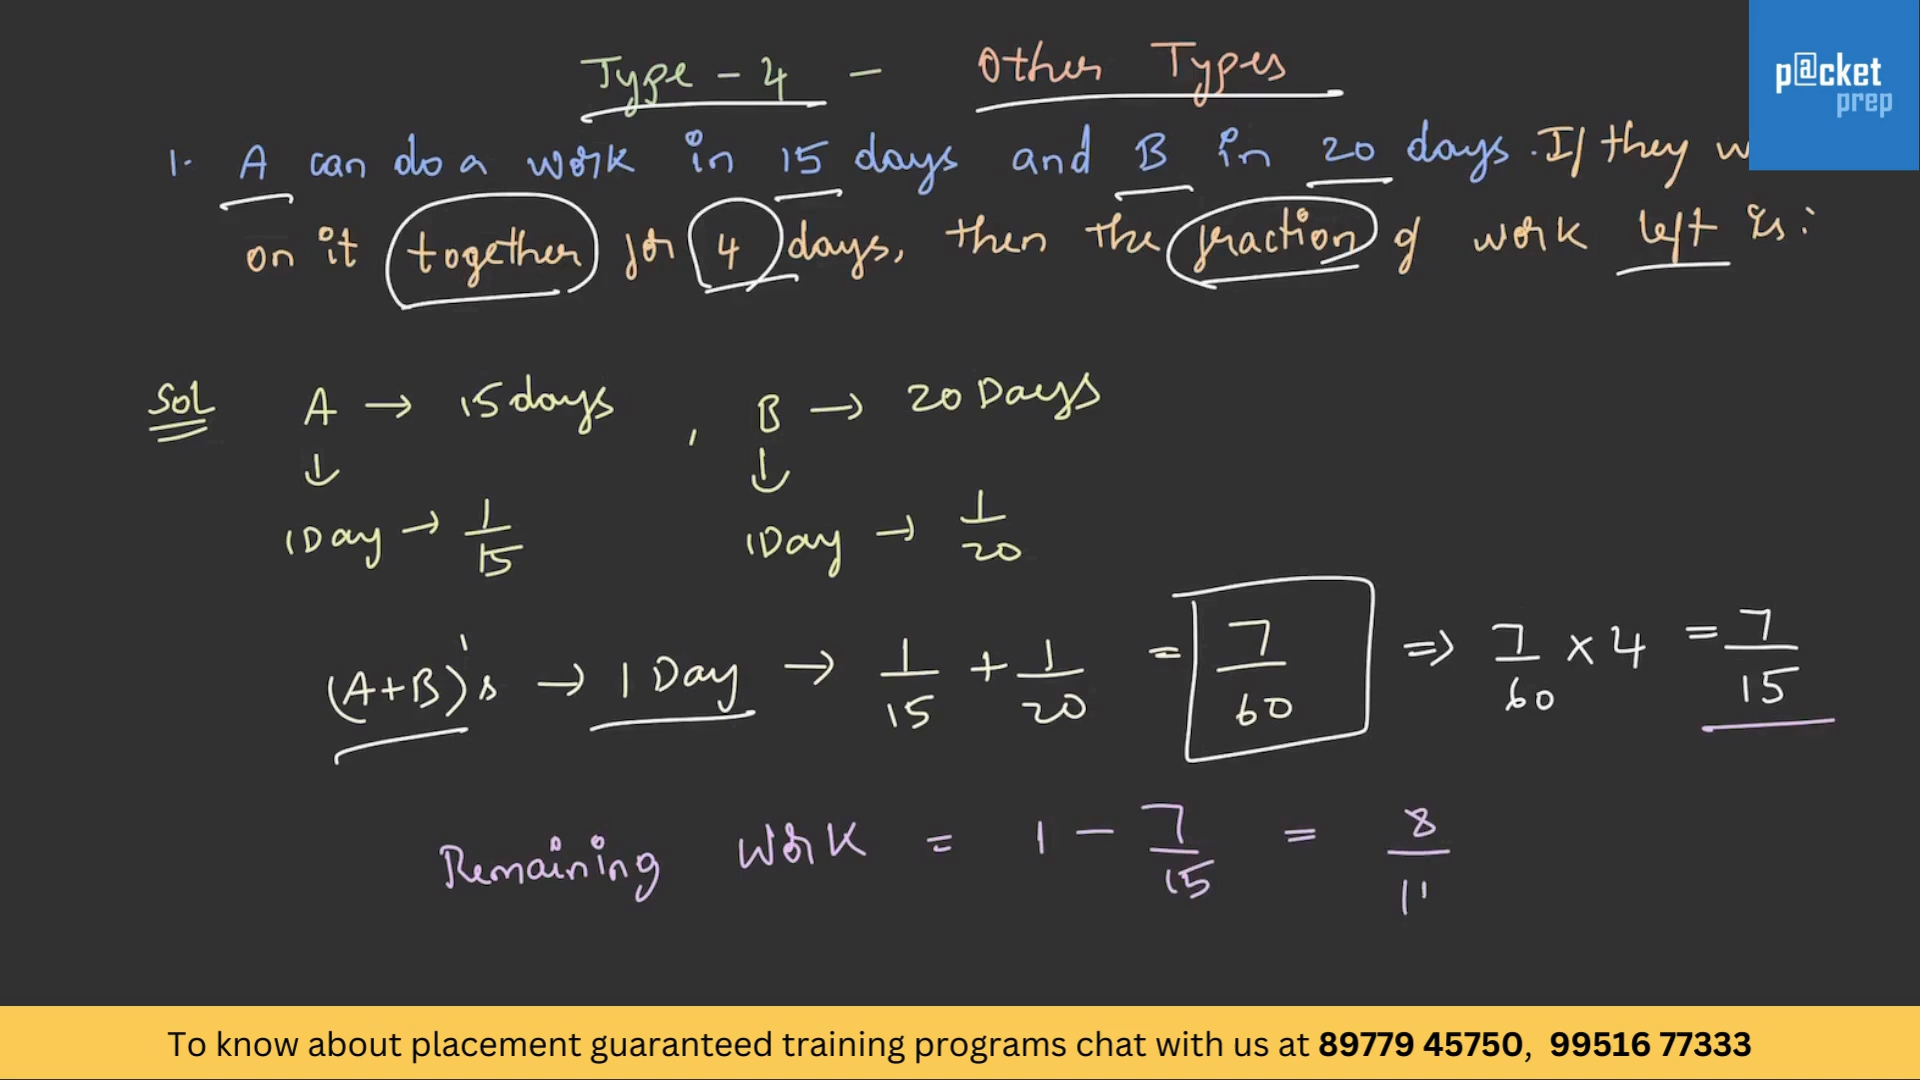 Type - 4 - Other Types
p@cket
prep
1. A can do a work in 15 days and B in 20 days. If they w
on it together for 4 days, then the fraction of work left is:
Sol A → 15 days , B → 20 Days
↓ ↓
1 Day → 1/15 1 Day → 1/20
(A+B)'s → 1 Day → 1/15 + 1/20 = 7/60 ⇒ 7/60 × 4 = 7/15
Remaining Work = 1 - 7/15 = 8/
To know about placement guaranteed training programs chat with us at 89779 45750, 99516 77333